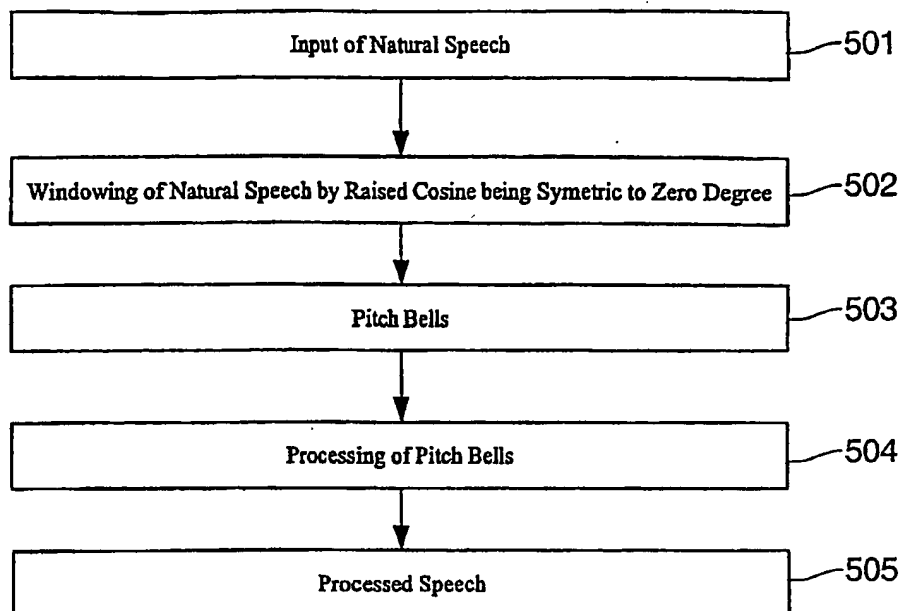 Input of Natural Speech
501
Windowing of Natural Speech by Raised Cosine being Symetric to Zero Degree
502
Pitch Bells
503
Processing of Pitch Bells
504
Processed Speech
505